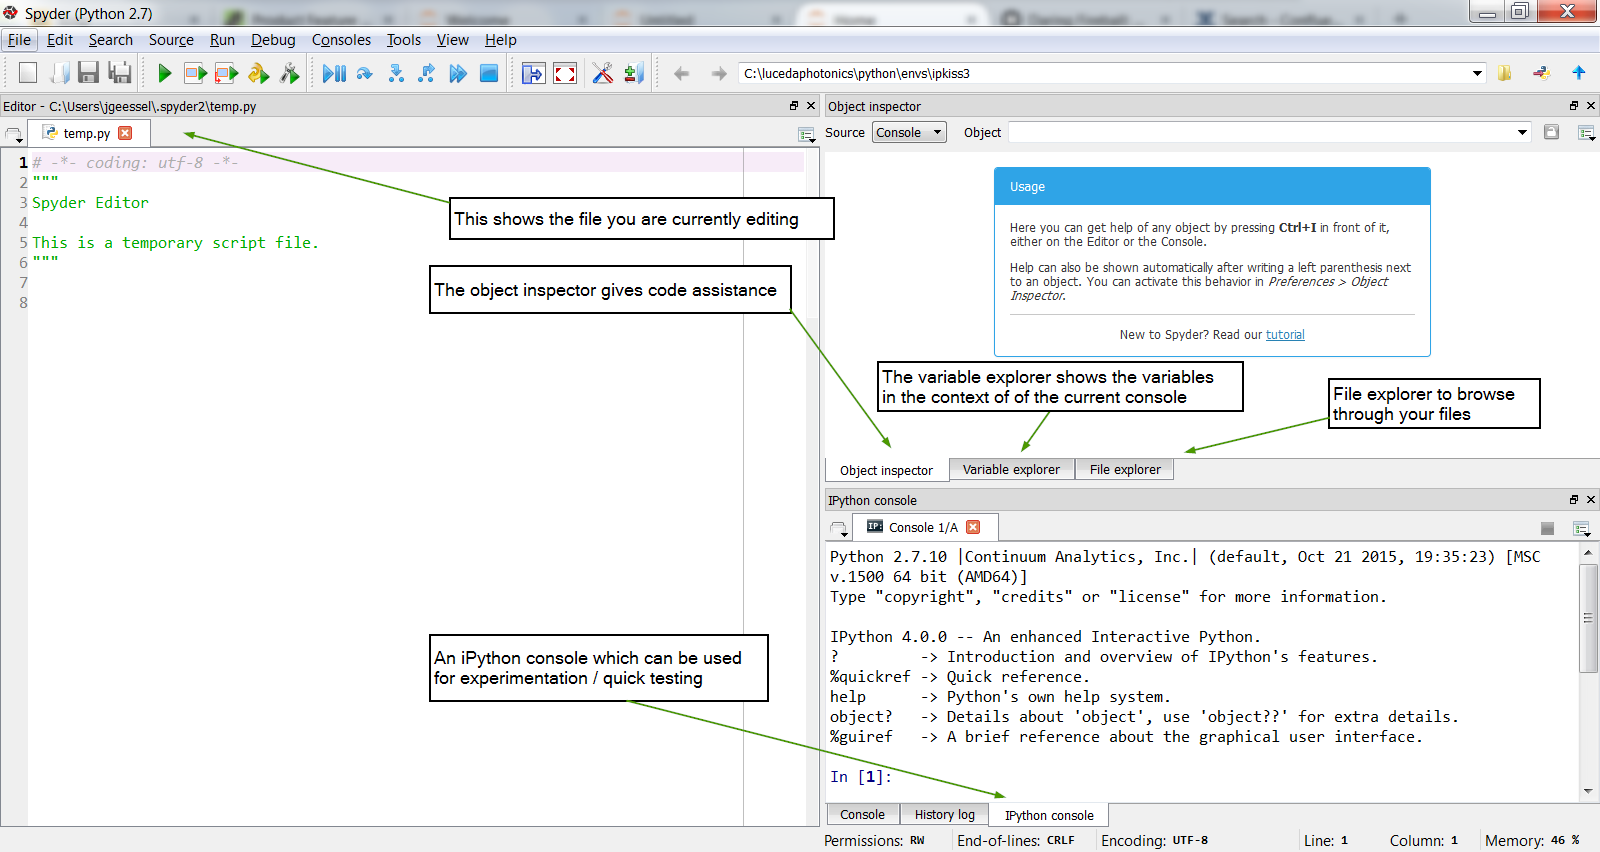 Spyder (Python 2.7)
Product Feature
Welcome
Untitled
Home
Daring Fireball
File Edit Search Source Run Debug Consoles Tools View Help
C:\lucedaphotonics\python\envs\ipkiss3
Editor - C:\Users\jgeessel\.spyder2\temp.py
Object inspector
temp.py
Source Console Object
1 # -*- coding: utf-8 -*-
2 """
3 Spyder Editor
4
5 This is a temporary script file.
6 """
7
8
This shows the file you are currently editing
The object inspector gives code assistance
Usage
Here you can get help of any object by pressing Ctrl+I in front of it,
either on the Editor or the Console.
Help can also be shown automatically after writing a left parenthesis next
to an object. You can activate this behavior in Preferences > Object
Inspector.
New to Spyder? Read our tutorial
The variable explorer shows the variables
in the context of of the current console
File explorer to browse
through your files
Object inspector Variable explorer File explorer
IPython console
IP: Console 1/A
Python 2.7.10 |Continuum Analytics, Inc.| (default, Oct 21 2015, 19:35:23) [MSC
v.1500 64 bit (AMD64)]
Type "copyright", "credits" or "license" for more information.
IPython 4.0.0 -- An enhanced Interactive Python.
? -> Introduction and overview of IPython's features.
%quickref -> Quick reference.
help -> Python's own help system.
object? -> Details about 'object', use 'object??' for extra details.
%guiref -> A brief reference about the graphical user interface.
In [1]:
An iPython console which can be used
for experimentation / quick testing
Console History log IPython console
Permissions: RW End-of-lines: CRLF Encoding: UTF-8 Line: 1 Column: 1 Memory: 46 %